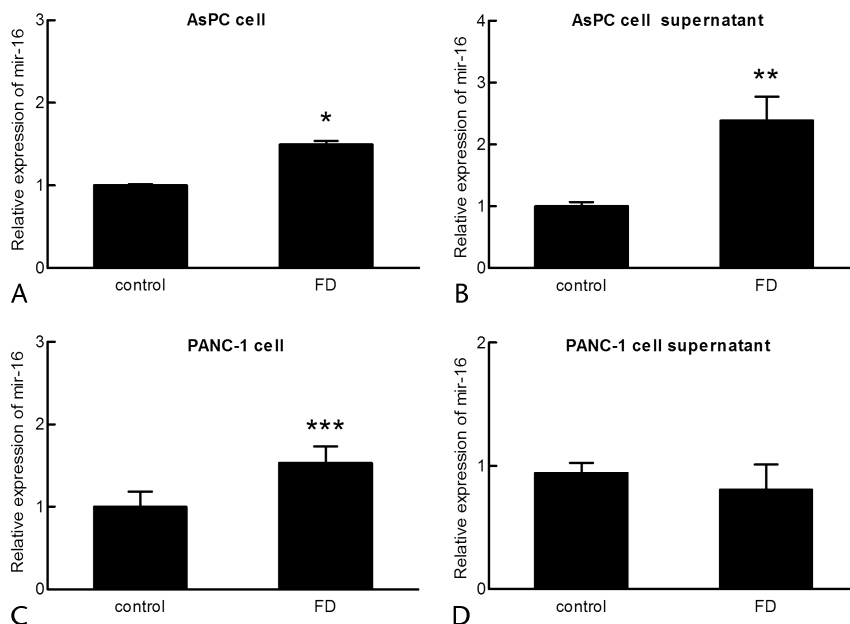 AsPC cell
Relative expression of mir-16
3
2
1
0
*
control
FD
A
AsPC cell supernatant
Relative expression of mir-16
4
3
2
1
0
**
control
FD
B
PANC-1 cell
Relative expression of mir-16
3
2
1
0
***
control
FD
C
PANC-1 cell supernatant
Relative expression of mir-16
2
1
0
control
FD
D